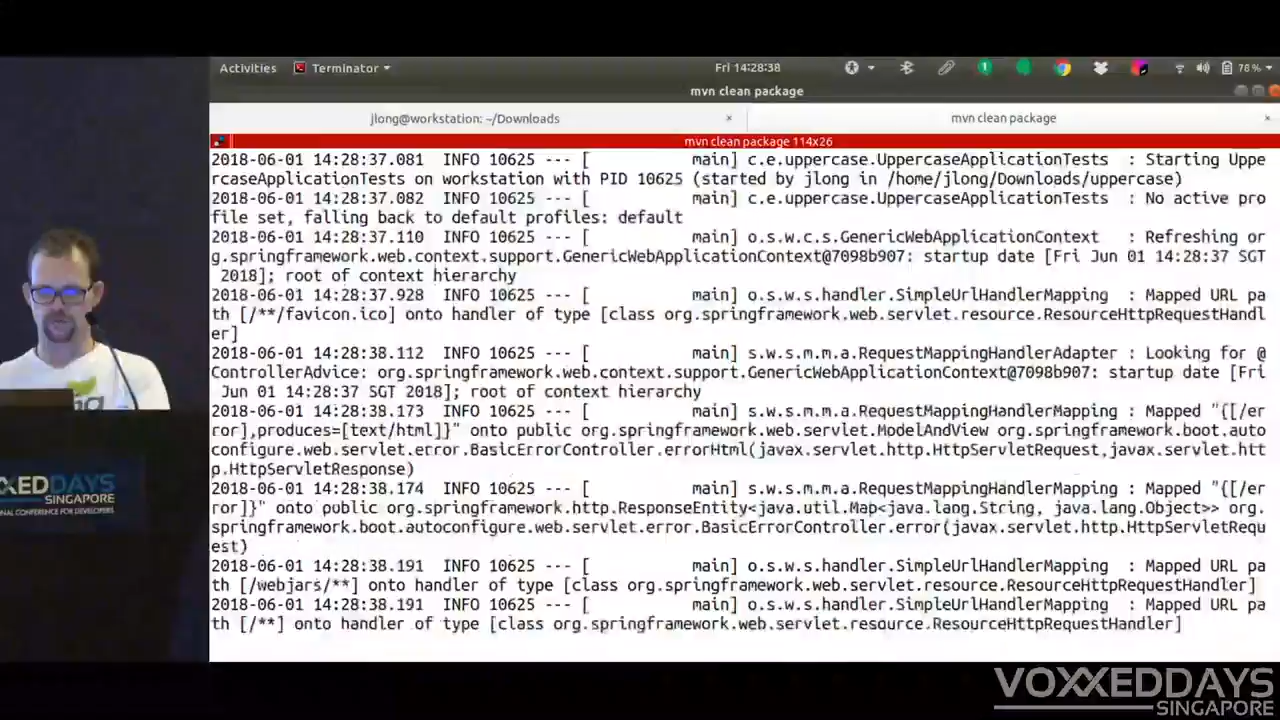 Activities
Terminator
Fri 14:28:38
78%
mvn clean package
jlong@workstation: ~/Downloads
×
mvn clean package
×
mvn clean package 114x26
2018-06-01 14:28:37.081  INFO 10625 --- [           main] c.e.uppercase.UppercaseApplicationTests  : Starting Uppe
rcaseApplicationTests on workstation with PID 10625 (started by jlong in /home/jlong/Downloads/uppercase)
2018-06-01 14:28:37.082  INFO 10625 --- [           main] c.e.uppercase.UppercaseApplicationTests  : No active pro
file set, falling back to default profiles: default
2018-06-01 14:28:37.110  INFO 10625 --- [           main] o.s.w.c.s.GenericWebApplicationContext   : Refreshing or
g.springframework.web.context.support.GenericWebApplicationContext@7098b907: startup date [Fri Jun 01 14:28:37 SGT
 2018]; root of context hierarchy
2018-06-01 14:28:37.928  INFO 10625 --- [           main] o.s.w.s.handler.SimpleUrlHandlerMapping  : Mapped URL pa
th [/**/favicon.ico] onto handler of type [class org.springframework.web.servlet.resource.ResourceHttpRequestHandl
er]
2018-06-01 14:28:38.112  INFO 10625 --- [           main] s.w.s.m.m.a.RequestMappingHandlerAdapter : Looking for @
ControllerAdvice: org.springframework.web.context.support.GenericWebApplicationContext@7098b907: startup date [Fri
 Jun 01 14:28:37 SGT 2018]; root of context hierarchy
2018-06-01 14:28:38.173  INFO 10625 --- [           main] s.w.s.m.m.a.RequestMappingHandlerMapping : Mapped "{[/er
ror],produces=[text/html]}" onto public org.springframework.web.servlet.ModelAndView org.springframework.boot.auto
configure.web.servlet.error.BasicErrorController.errorHtml(javax.servlet.http.HttpServletRequest,javax.servlet.htt
p.HttpServletResponse)
2018-06-01 14:28:38.174  INFO 10625 --- [           main] s.w.s.m.m.a.RequestMappingHandlerMapping : Mapped "{[/er
ror]}" onto public org.springframework.http.ResponseEntity<java.util.Map<java.lang.String, java.lang.Object>> org.
springframework.boot.autoconfigure.web.servlet.error.BasicErrorController.error(javax.servlet.http.HttpServletRequ
est)
2018-06-01 14:28:38.191  INFO 10625 --- [           main] o.s.w.s.handler.SimpleUrlHandlerMapping  : Mapped URL pa
th [/webjars/**] onto handler of type [class org.springframework.web.servlet.resource.ResourceHttpRequestHandler]
2018-06-01 14:28:38.191  INFO 10625 --- [           main] o.s.w.s.handler.SimpleUrlHandlerMapping  : Mapped URL pa
th [/**] onto handler of type [class org.springframework.web.servlet.resource.ResourceHttpRequestHandler]
XEDDAYS
SINGAPORE
NAL CONFERENCE FOR DEVELOPERS
VOXXEDDAYS
SINGAPORE